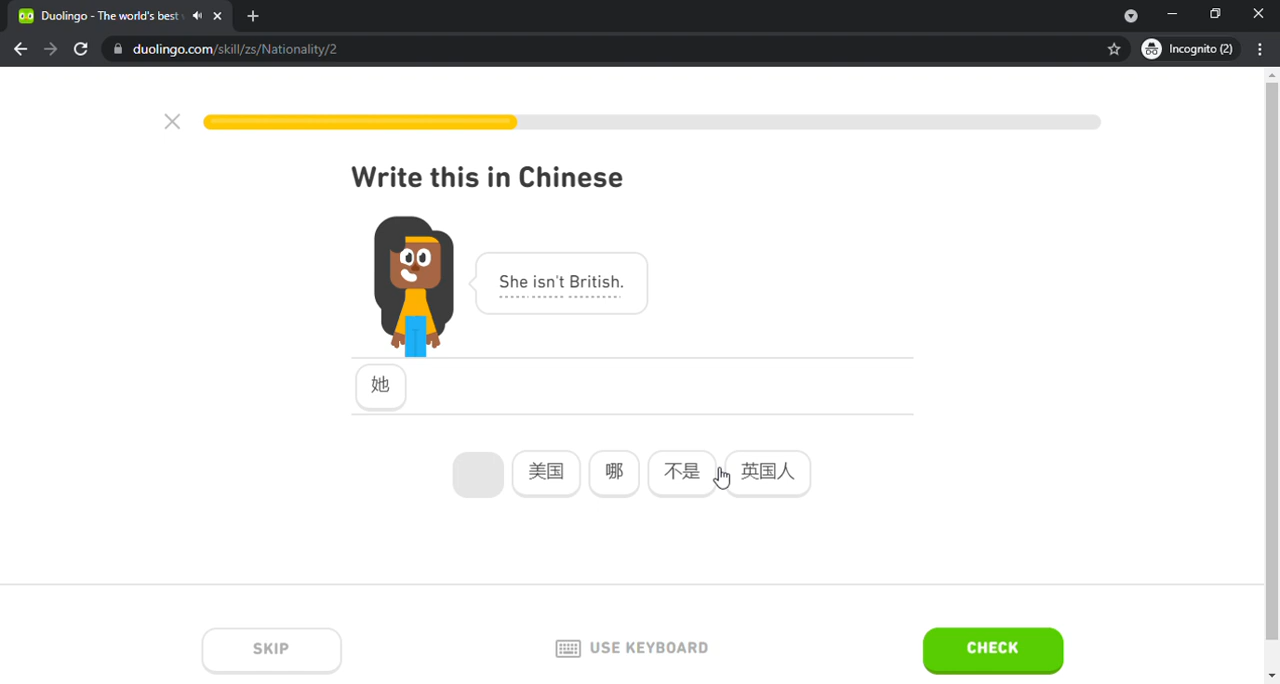 Duolingo - The world's best
duolingo.com/skill/zs/Nationality/2
Incognito (2)
Write this in Chinese
She isn't British.
她
美国 哪 不是 英国人
SKIP
USE KEYBOARD
CHECK